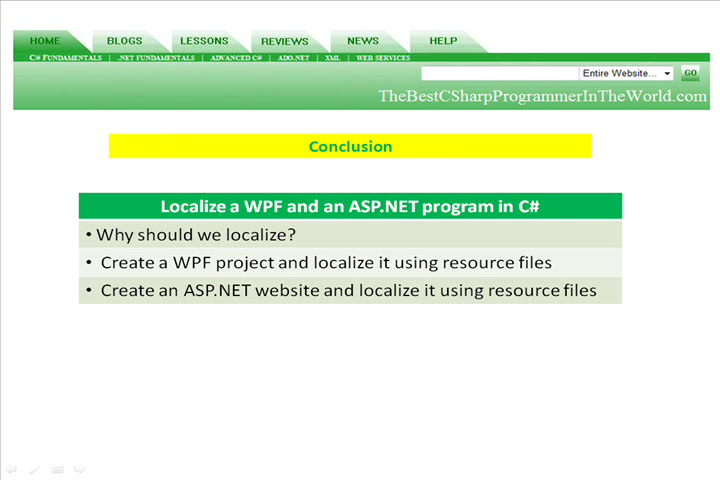 HOME BLOGS LESSONS REVIEWS NEWS HELP
C# FUNDAMENTALS | .NET FUNDAMENTALS | ADVANCED C# | ADO.NET | XML | WEB SERVICES
Entire Website... GO
TheBestCSharpProgrammerInTheWorld.com
Conclusion
Localize a WPF and an ASP.NET program in C#
• Why should we localize?
• Create a WPF project and localize it using resource files
• Create an ASP.NET website and localize it using resource files